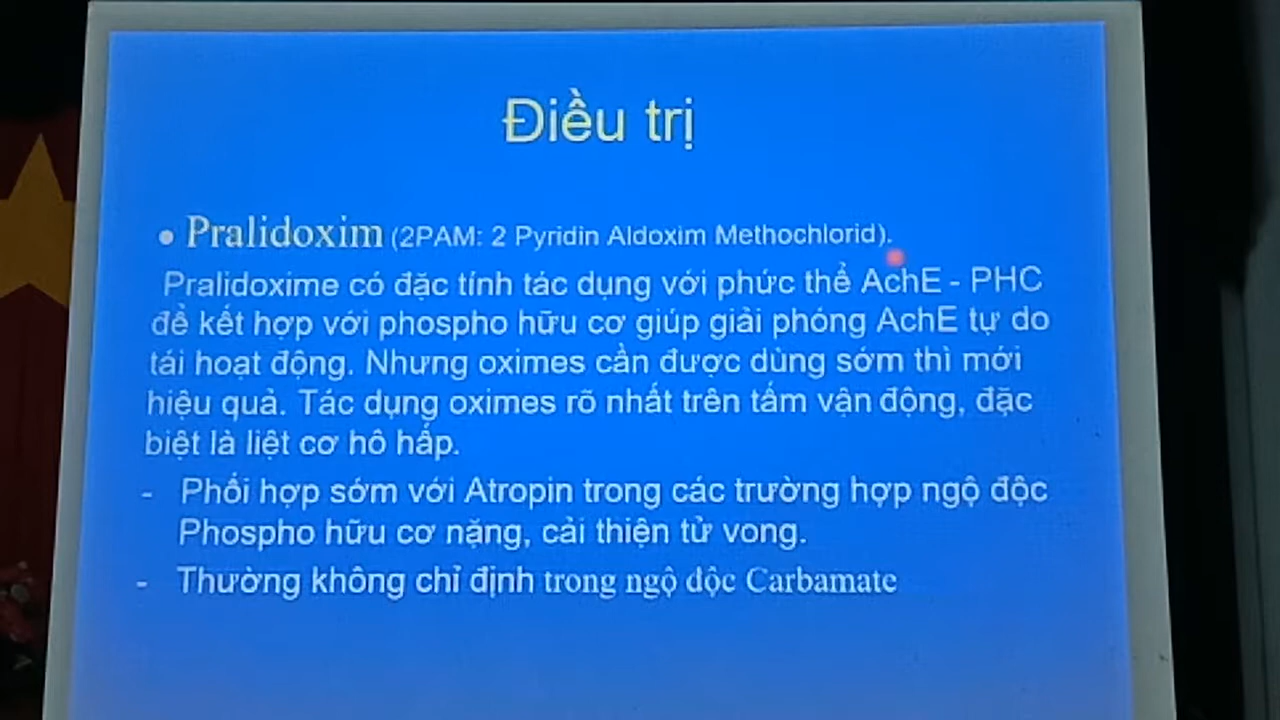 Điều trị
• Pralidoxim (2PAM: 2 Pyridin Aldoxim Methochlorid).
Pralidoxime có đặc tính tác dụng với phức thể AchE - PHC
để kết hợp với phospho hữu cơ giúp giải phóng AchE tự do
tái hoạt động. Nhưng oximes cần được dùng sớm thì mới
hiệu quả. Tác dụng oximes rõ nhất trên tấm vận động, đặc
biệt là liệt cơ hô hấp.
- Phối hợp sớm với Atropin trong các trường hợp ngộ độc
Phospho hữu cơ nặng, cải thiện tử vong.
- Thường không chỉ định trong ngộ dộc Carbamate